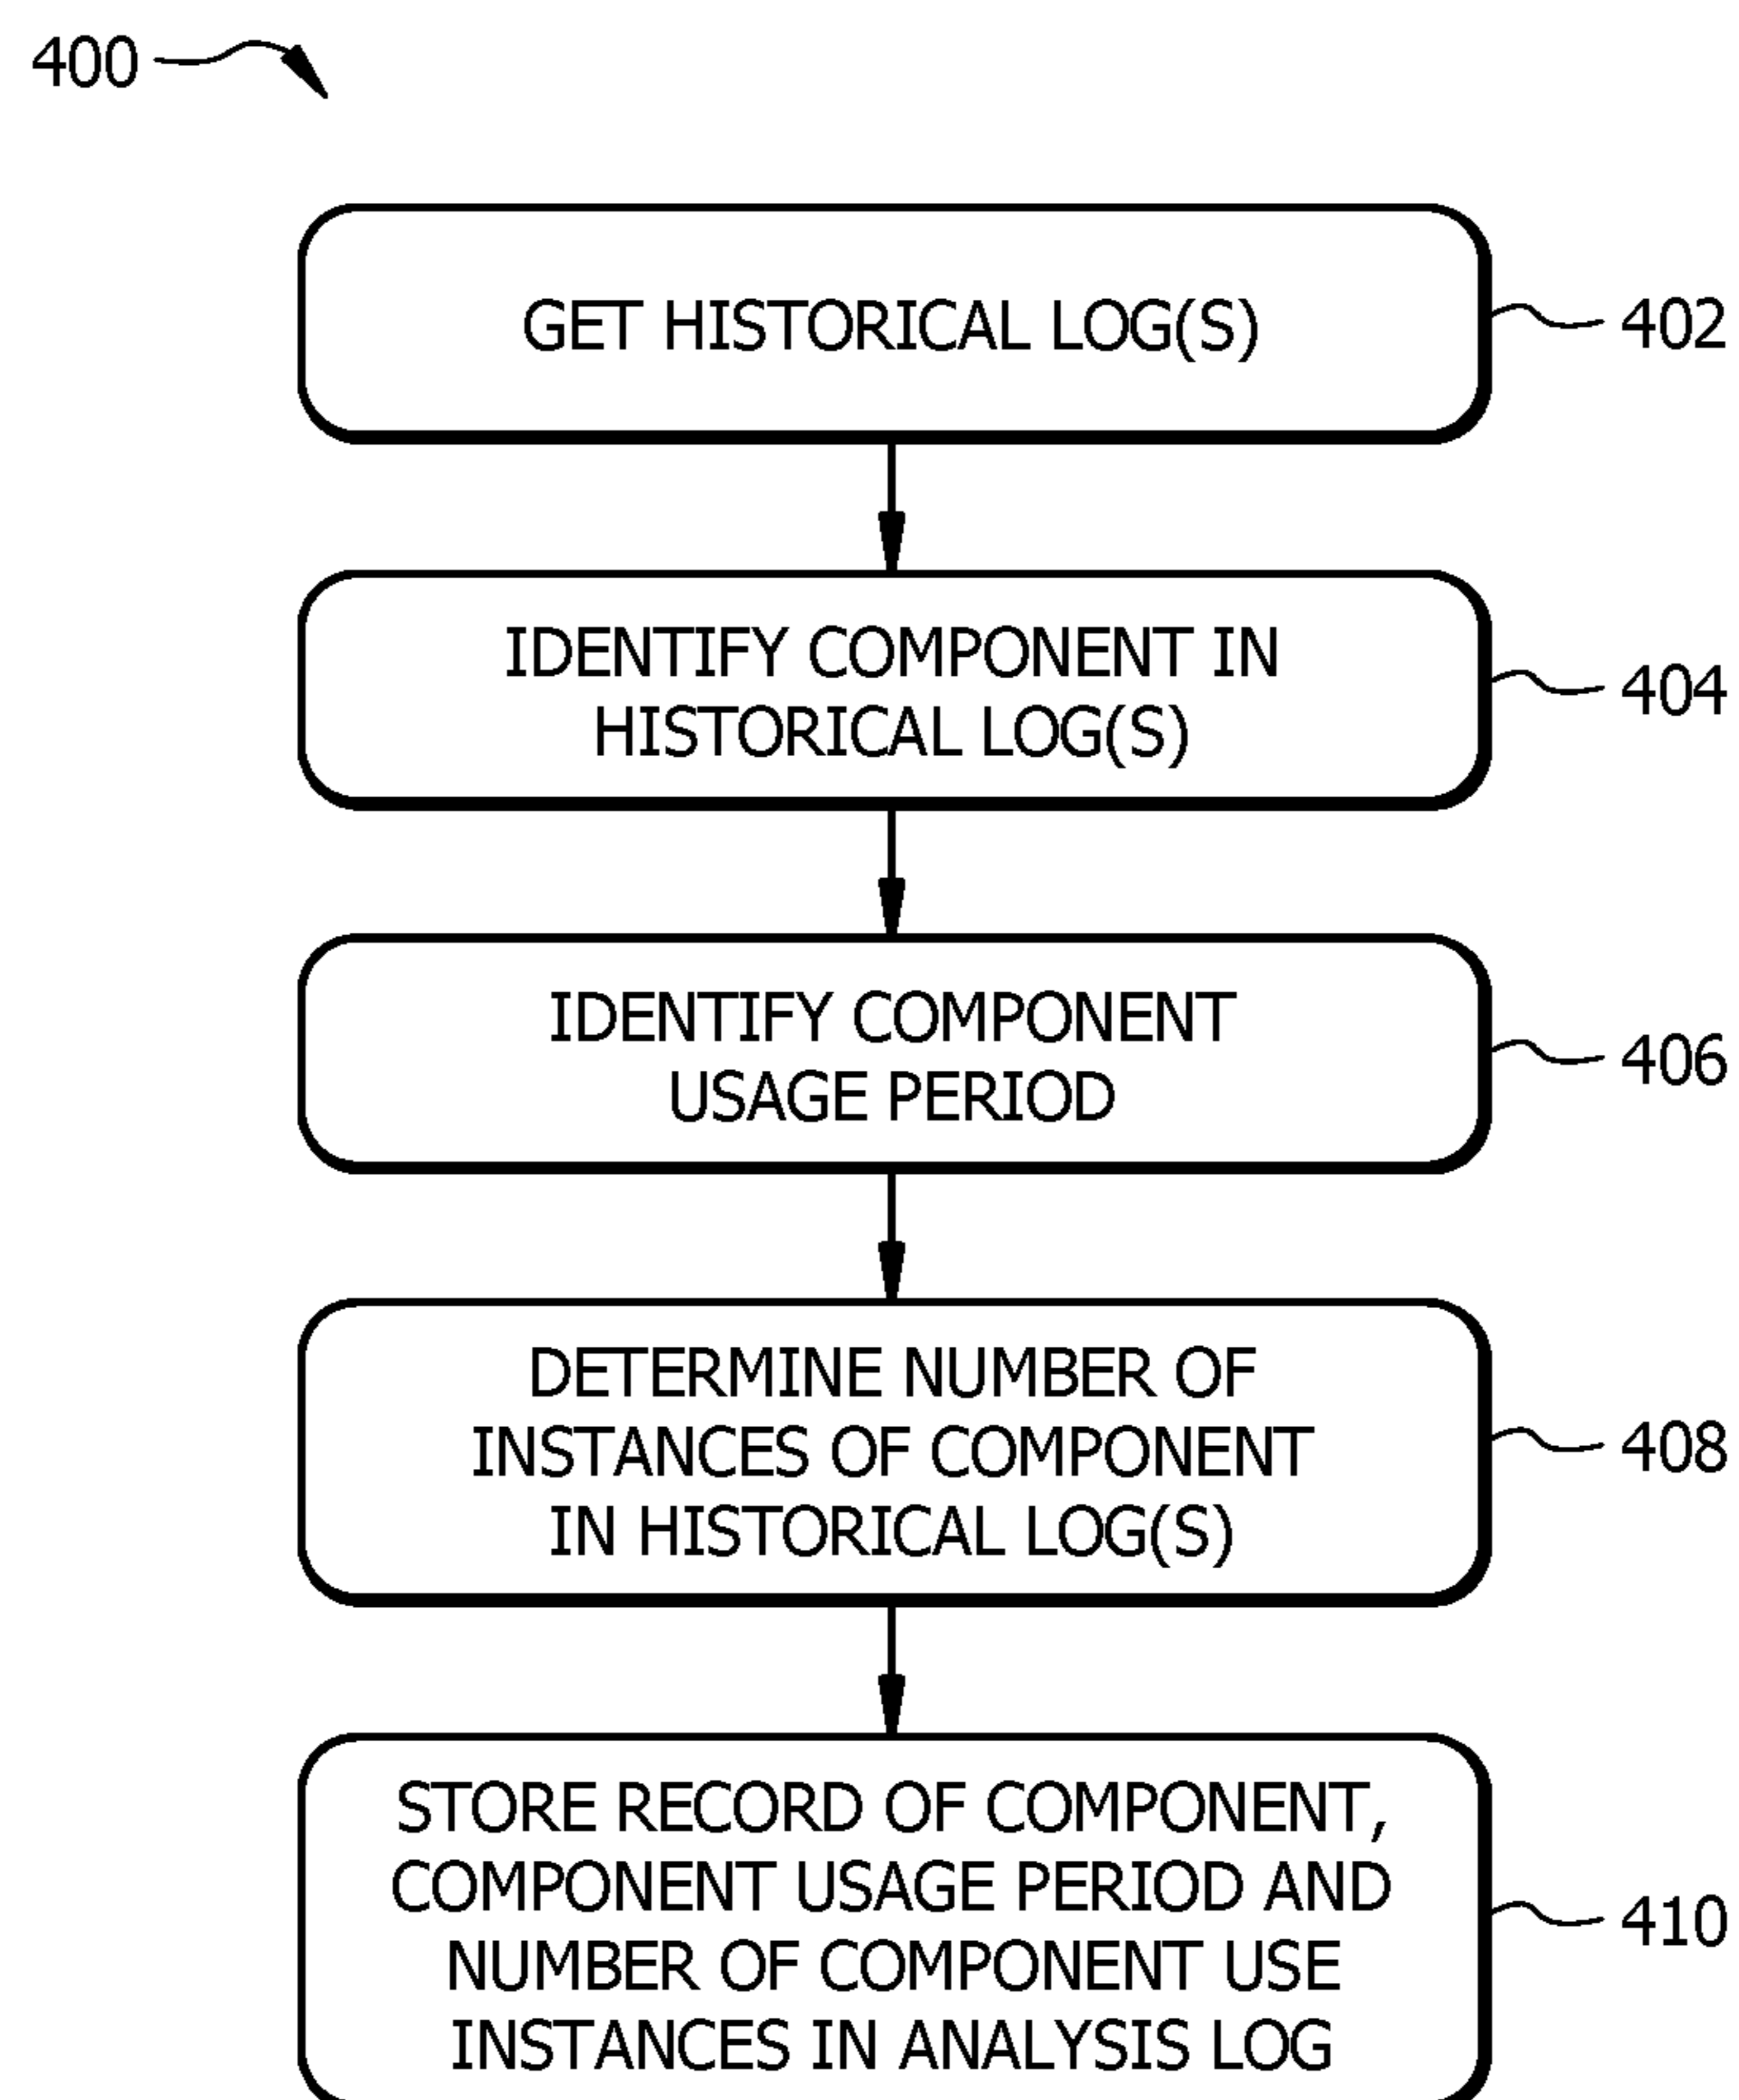 400
GET HISTORICAL LOG(S)
402
IDENTIFY COMPONENT IN
HISTORICAL LOG(S)
404
IDENTIFY COMPONENT
USAGE PERIOD
406
DETERMINE NUMBER OF
INSTANCES OF COMPONENT
IN HISTORICAL LOG(S)
408
STORE RECORD OF COMPONENT,
COMPONENT USAGE PERIOD AND
NUMBER OF COMPONENT USE
INSTANCES IN ANALYSIS LOG
410